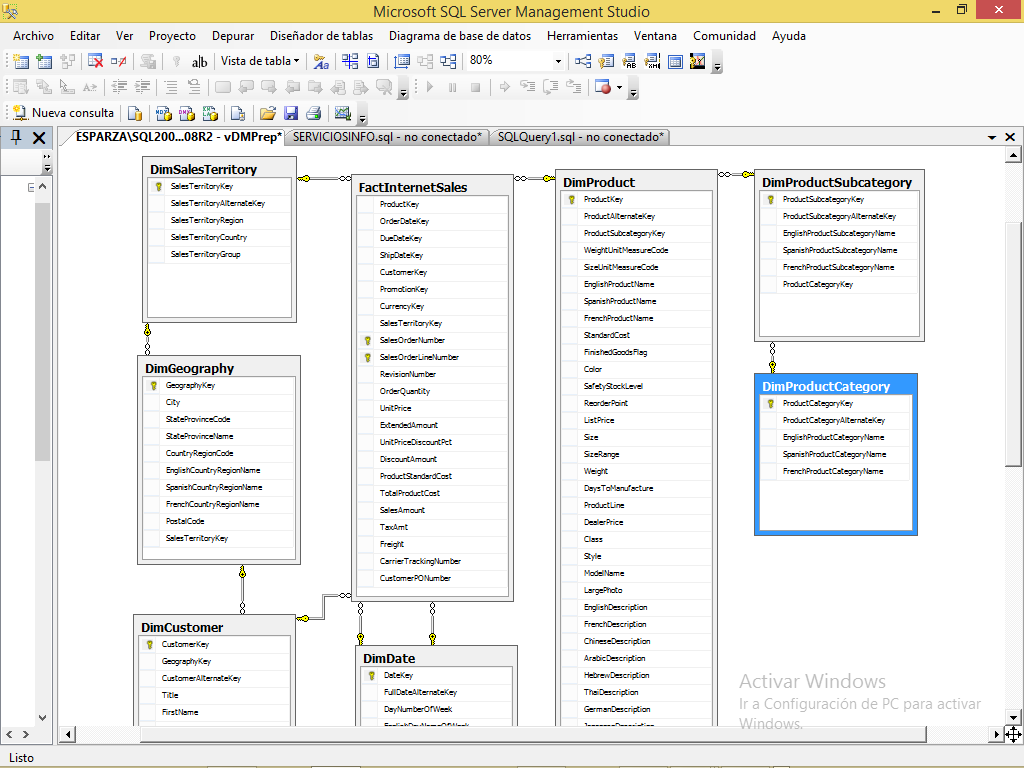 Microsoft SQL Server Management Studio
Archivo Editar Ver Proyecto Depurar Diseñador de tablas Diagrama de base de datos Herramientas Ventana Comunidad Ayuda
ab Vista de tabla 80%
Nueva consulta
ESPARZA\SQL200...08R2 - vDMPrep* SERVICIOSINFO.sql - no conectado* SQLQuery1.sql - no conectado*
DimSalesTerritory
SalesTerritoryKey
SalesTerritoryAlternateKey
SalesTerritoryRegion
SalesTerritoryCountry
SalesTerritoryGroup
DimGeography
GeographyKey
City
StateProvinceCode
StateProvinceName
CountryRegionCode
EnglishCountryRegionName
SpanishCountryRegionName
FrenchCountryRegionName
PostalCode
SalesTerritoryKey
DimCustomer
CustomerKey
GeographyKey
CustomerAlternateKey
Title
FirstName
FactInternetSales
ProductKey
OrderDateKey
DueDateKey
ShipDateKey
CustomerKey
PromotionKey
CurrencyKey
SalesTerritoryKey
SalesOrderNumber
SalesOrderLineNumber
RevisionNumber
OrderQuantity
UnitPrice
ExtendedAmount
UnitPriceDiscountPct
DiscountAmount
ProductStandardCost
TotalProductCost
SalesAmount
TaxAmt
Freight
CarrierTrackingNumber
CustomerPONumber
DimDate
DateKey
FullDateAlternateKey
DayNumberOfWeek
EnglishDayNameOfWeek
DimProduct
ProductKey
ProductAlternateKey
ProductSubcategoryKey
WeightUnitMeasureCode
SizeUnitMeasureCode
EnglishProductName
SpanishProductName
FrenchProductName
StandardCost
FinishedGoodsFlag
Color
SafetyStockLevel
ReorderPoint
ListPrice
Size
SizeRange
Weight
DaysToManufacture
ProductLine
DealerPrice
Class
Style
ModelName
LargePhoto
EnglishDescription
FrenchDescription
ChineseDescription
ArabicDescription
HebrewDescription
ThaiDescription
GermanDescription
JapaneseDescription
DimProductSubcategory
ProductSubcategoryKey
ProductSubcategoryAlternateKey
EnglishProductSubcategoryName
SpanishProductSubcategoryName
FrenchProductSubcategoryName
ProductCategoryKey
DimProductCategory
ProductCategoryKey
ProductCategoryAlternateKey
EnglishProductCategoryName
SpanishProductCategoryName
FrenchProductCategoryName
Activar Windows
Ir a Configuración de PC para activar
Windows.
Listo